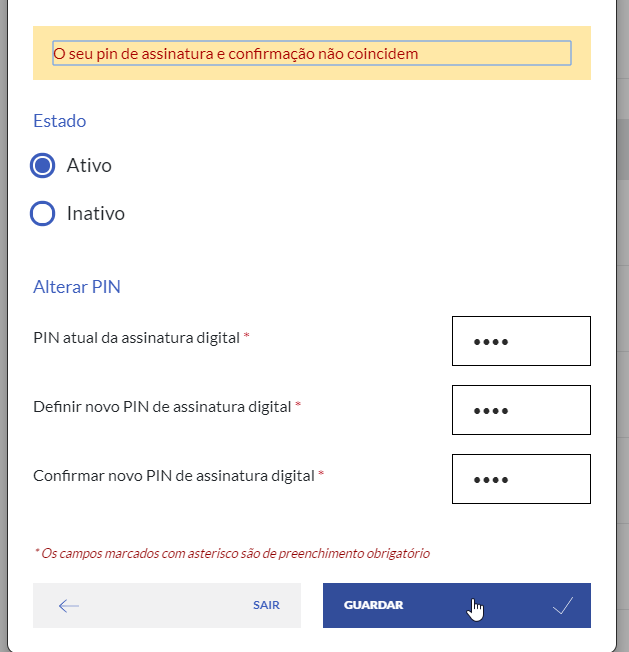 O seu pin de assinatura e confirmação não coincidem
Estado
Ativo
Inativo
Alterar PIN
PIN atual da assinatura digital *
••••
Definir novo PIN de assinatura digital *
••••
Confirmar novo PIN de assinatura digital *
••••
* Os campos marcados com asterisco são de preenchimento obrigatório
SAIR
GUARDAR